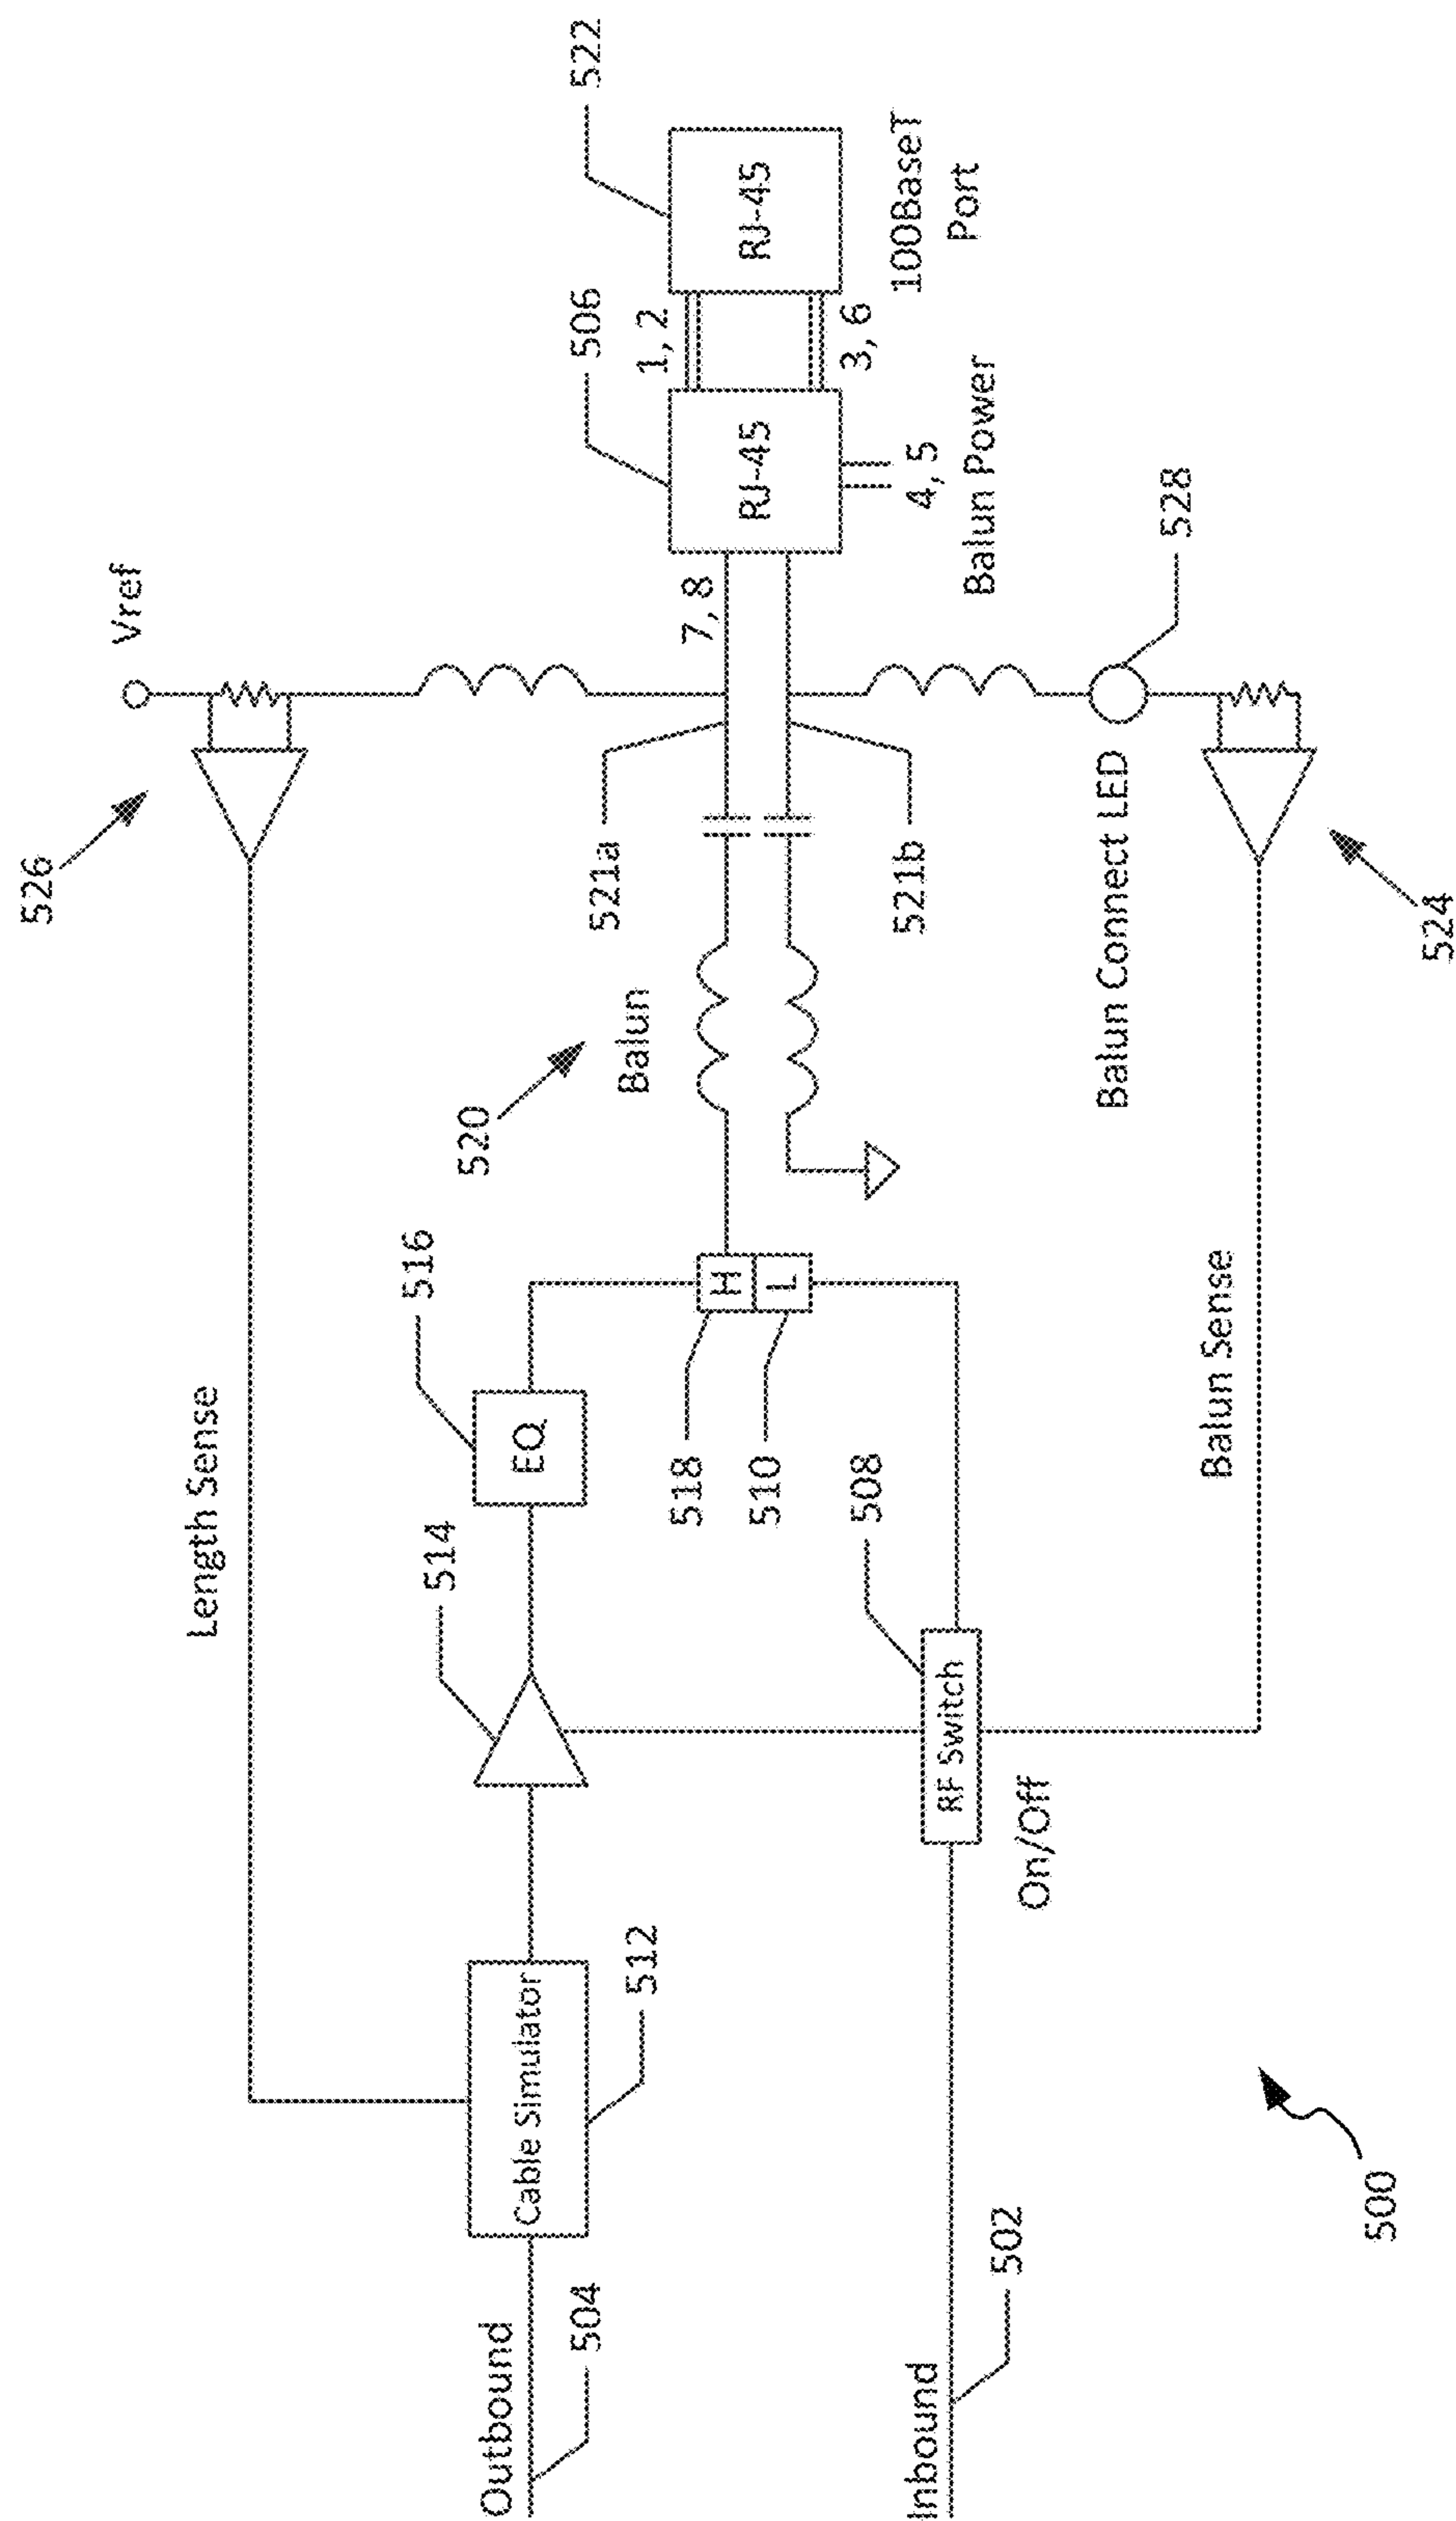 526
Vref
Length Sense
522
506
1, 2
RJ-45
RJ-45
3, 6
100BaseT
Port
4, 5
Balun Power
7, 8
521a
521b
520
Balun
528
Balun Connect LED
524
514
516
EQ
H
L
518
510
508
RF Switch
On/Off
Balun Sense
Cable Simulator
512
Outbound
504
Inbound
502
500